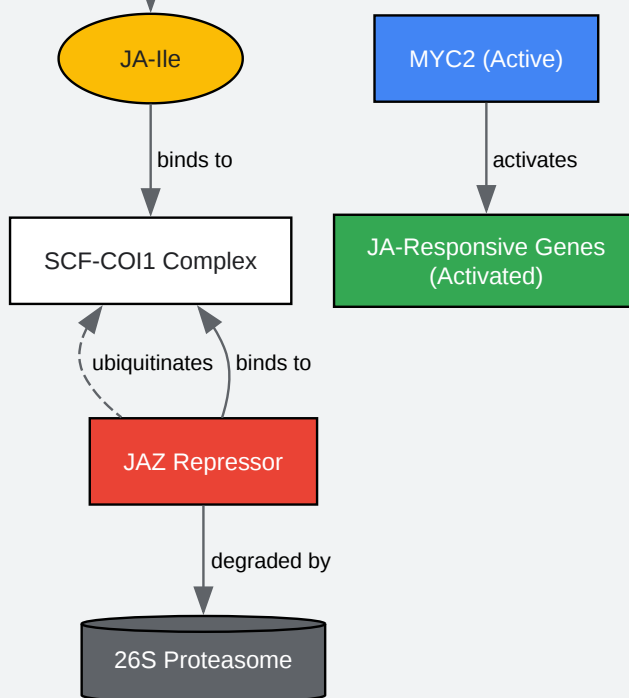 JA-Ile
MYC2 (Active)
binds to
activates
SCF-COI1 Complex
JA-Responsive Genes
(Activated)
ubiquitinates
binds to
JAZ Repressor
degraded by
26S Proteasome